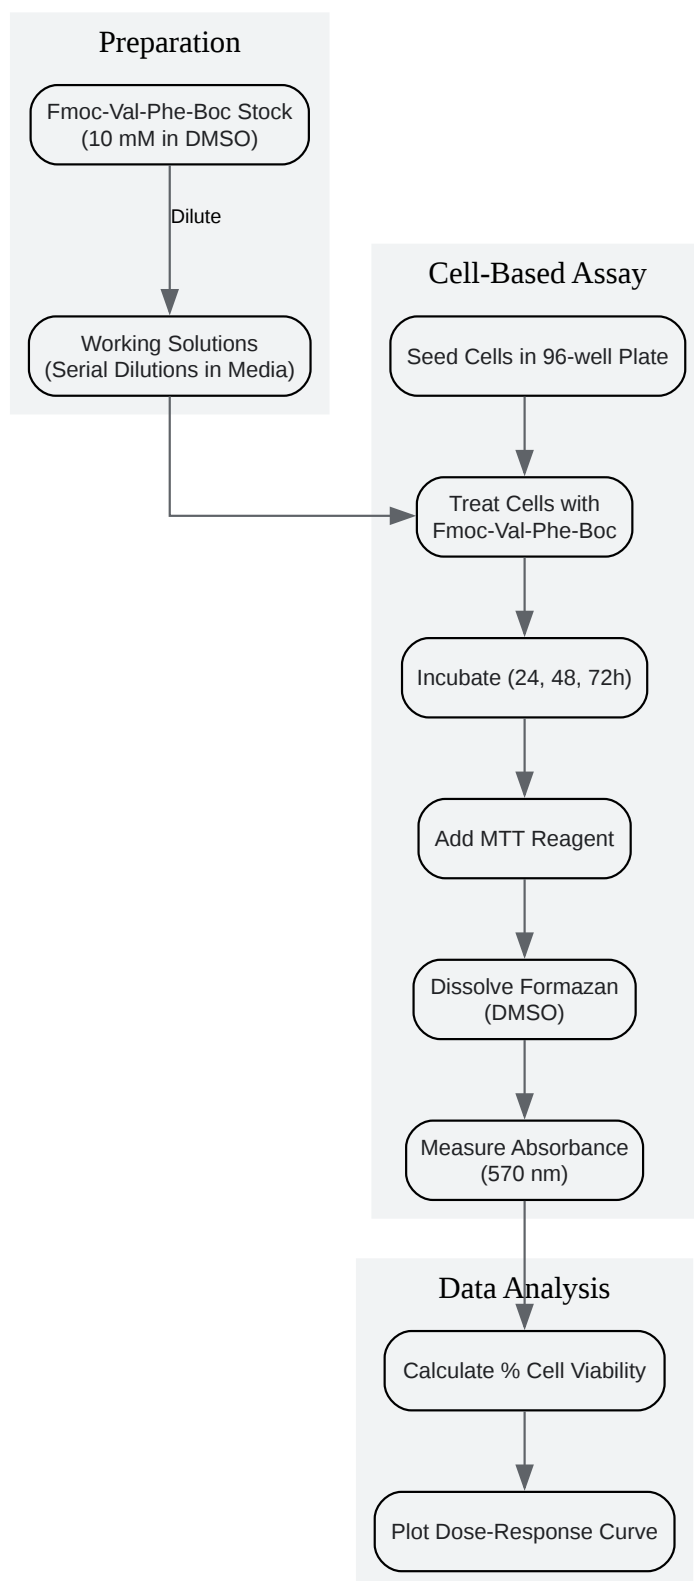 Preparation
Fmoc-Val-Phe-Boc Stock
(10 mM in DMSO)
Dilute
Working Solutions
(Serial Dilutions in Media)
Cell-Based Assay
Seed Cells in 96-well Plate
Treat Cells with
Fmoc-Val-Phe-Boc
Incubate (24, 48, 72h)
Add MTT Reagent
Dissolve Formazan
(DMSO)
Measure Absorbance
(570 nm)
Data Analysis
Calculate % Cell Viability
Plot Dose-Response Curve